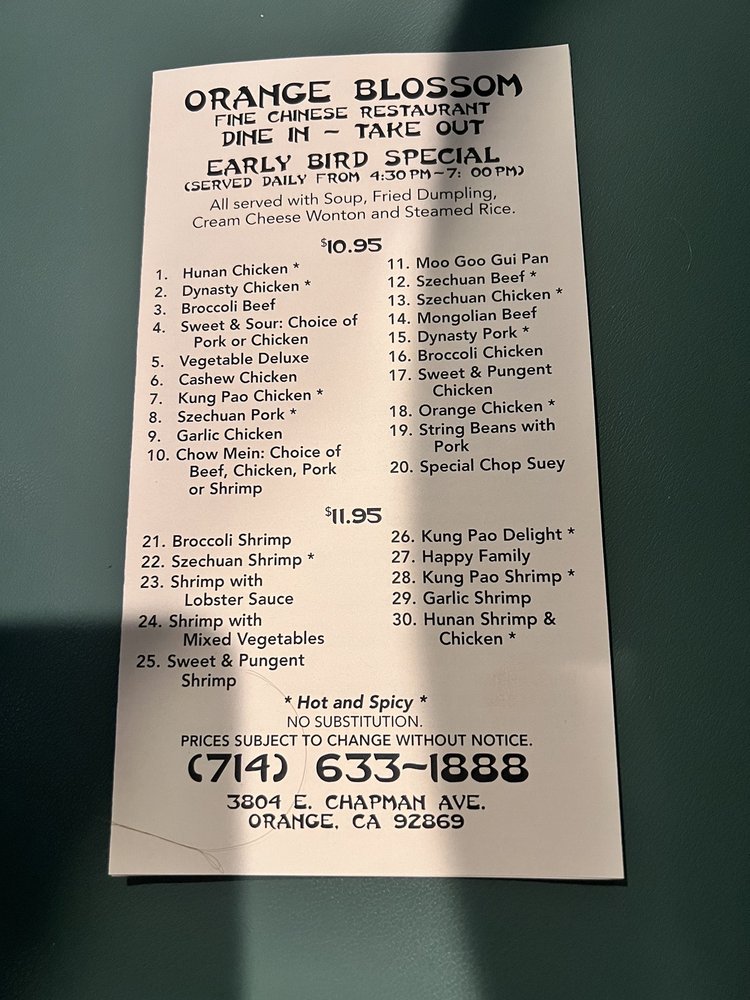 ORANGE BLOSSOM
FINE CHINESE RESTAURANT
DINE IN ~ TAKE OUT
EARLY BIRD SPECIAL
(SERVED DAILY FROM 4:30 PM~7: 00 PM)
All served with Soup, Fried Dumpling,
Cream Cheese Wonton and Steamed Rice.
$10.95
1. Hunan Chicken *
2. Dynasty Chicken *
3. Broccoli Beef
4. Sweet & Sour: Choice of
Pork or Chicken
5. Vegetable Deluxe
6. Cashew Chicken
7. Kung Pao Chicken *
8. Szechuan Pork *
9. Garlic Chicken
10. Chow Mein: Choice of
Beef, Chicken, Pork
or Shrimp
11. Moo Goo Gui Pan
12. Szechuan Beef *
13. Szechuan Chicken *
14. Mongolian Beef
15. Dynasty Pork *
16. Broccoli Chicken
17. Sweet & Pungent
Chicken
18. Orange Chicken *
19. String Beans with
Pork
20. Special Chop Suey
$11.95
21. Broccoli Shrimp
22. Szechuan Shrimp *
23. Shrimp with
Lobster Sauce
24. Shrimp with
Mixed Vegetables
25. Sweet & Pungent
Shrimp
26. Kung Pao Delight *
27. Happy Family
28. Kung Pao Shrimp *
29. Garlic Shrimp
30. Hunan Shrimp &
Chicken *
* Hot and Spicy *
NO SUBSTITUTION.
PRICES SUBJECT TO CHANGE WITHOUT NOTICE.
(714) 633~1888
3804 E. CHAPMAN AVE.
ORANGE, CA 92869